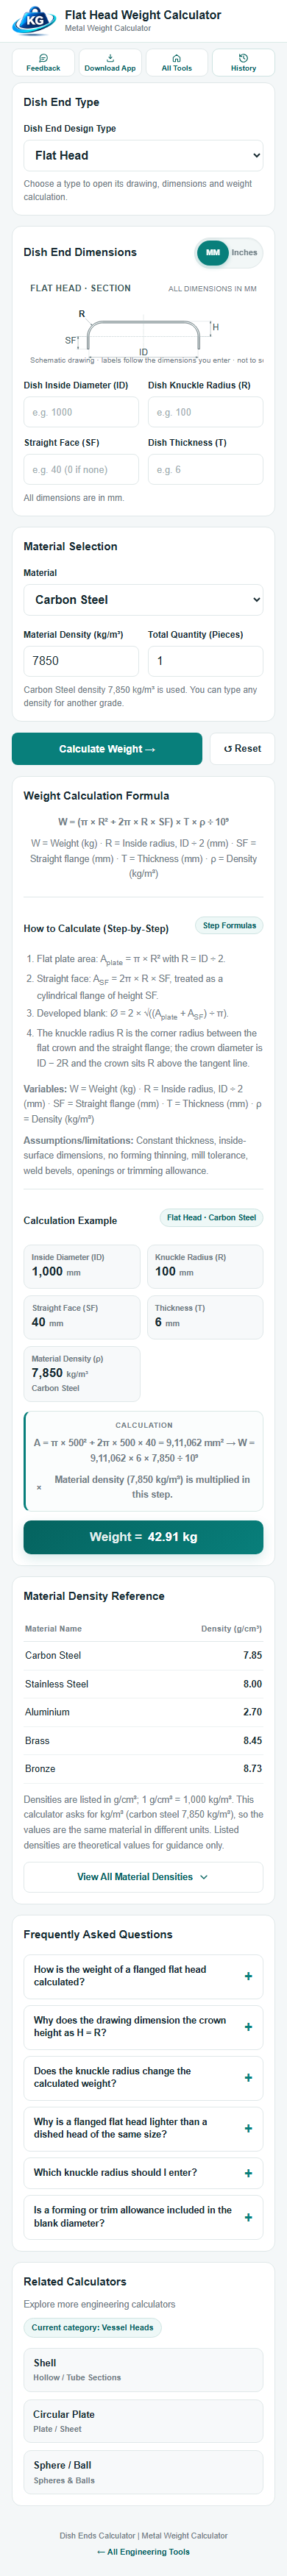 KG
Flat Head Weight Calculator
Metal Weight Calculator
Feedback
Download App
All Tools
History
Dish End Type
Dish End Design Type
Flat Head
Choose a type to open its drawing, dimensions and weight
calculation.
Dish End Dimensions
MM
Inches
FLAT HEAD · SECTION
ALL DIMENSIONS IN MM
R
H
SF
ID
Schematic drawing · labels follow the dimensions you enter · not to s
Dish Inside Diameter (ID)
Dish Knuckle Radius (R)
e.g. 1000
e.g. 100
Straight Face (SF)
Dish Thickness (T)
e.g. 40 (0 if none)
e.g. 6
All dimensions are in mm.
Material Selection
Material
Carbon Steel
Material Density (kg/m³)
Total Quantity (Pieces)
7850
1
Carbon Steel density 7,850 kg/m³ is used. You can type any
density for another grade.
Calculate Weight →
↺ Reset
Weight Calculation Formula
W = (π × R² + 2π × R × SF) × T × ρ ÷ 10⁹
W = Weight (kg) · R = Inside radius, ID ÷ 2 (mm) · SF =
Straight flange (mm) · T = Thickness (mm) · ρ = Density
(kg/m³)
How to Calculate (Step-by-Step)
Step Formulas
1. Flat plate area: A_plate = π × R² with R = ID ÷ 2.
2. Straight face: A_SF = 2π × R × SF, treated as a
cylindrical flange of height SF.
3. Developed blank: Ø = 2 × √((A_plate + A_SF) ÷ π).
4. The knuckle radius R is the corner radius between the
flat crown and the straight flange; the crown diameter is
ID − 2R and the crown sits R above the tangent line.
Variables: W = Weight (kg) · R = Inside radius, ID ÷ 2
(mm) · SF = Straight flange (mm) · T = Thickness (mm) · ρ
= Density (kg/m³)
Assumptions/limitations: Constant thickness, inside-
surface dimensions, no forming thinning, mill tolerance,
weld bevels, openings or trimming allowance.
Calculation Example
Flat Head · Carbon Steel
Inside Diameter (ID)
1,000 mm
Knuckle Radius (R)
100 mm
Straight Face (SF)
40 mm
Thickness (T)
6 mm
Material Density (ρ)
7,850 kg/m³
Carbon Steel
CALCULATION
A = π × 500² + 2π × 500 × 40 = 9,11,062 mm² → W =
9,11,062 × 6 × 7,850 ÷ 10⁹
× Material density (7,850 kg/m³) is multiplied in
this step.
Weight = 42.91 kg
Material Density Reference
Material Name
Density (g/cm³)
Carbon Steel
7.85
Stainless Steel
8.00
Aluminium
2.70
Brass
8.45
Bronze
8.73
Densities are listed in g/cm³; 1 g/cm³ = 1,000 kg/m³. This
calculator asks for kg/m³ (carbon steel 7,850 kg/m³), so the
values are the same material in different units. Listed
densities are theoretical values for guidance only.
View All Material Densities
Frequently Asked Questions
How is the weight of a flanged flat head
calculated?
+
Why does the drawing dimension the crown
height as H = R?
+
Does the knuckle radius change the
calculated weight?
+
Why is a flanged flat head lighter than a
dished head of the same size?
+
Which knuckle radius should I enter?
+
Is a forming or trim allowance included in the
blank diameter?
+
Related Calculators
Explore more engineering calculators
Current category: Vessel Heads
Shell
Hollow / Tube Sections
Circular Plate
Plate / Sheet
Sphere / Ball
Spheres & Balls
Dish Ends Calculator | Metal Weight Calculator
← All Engineering Tools